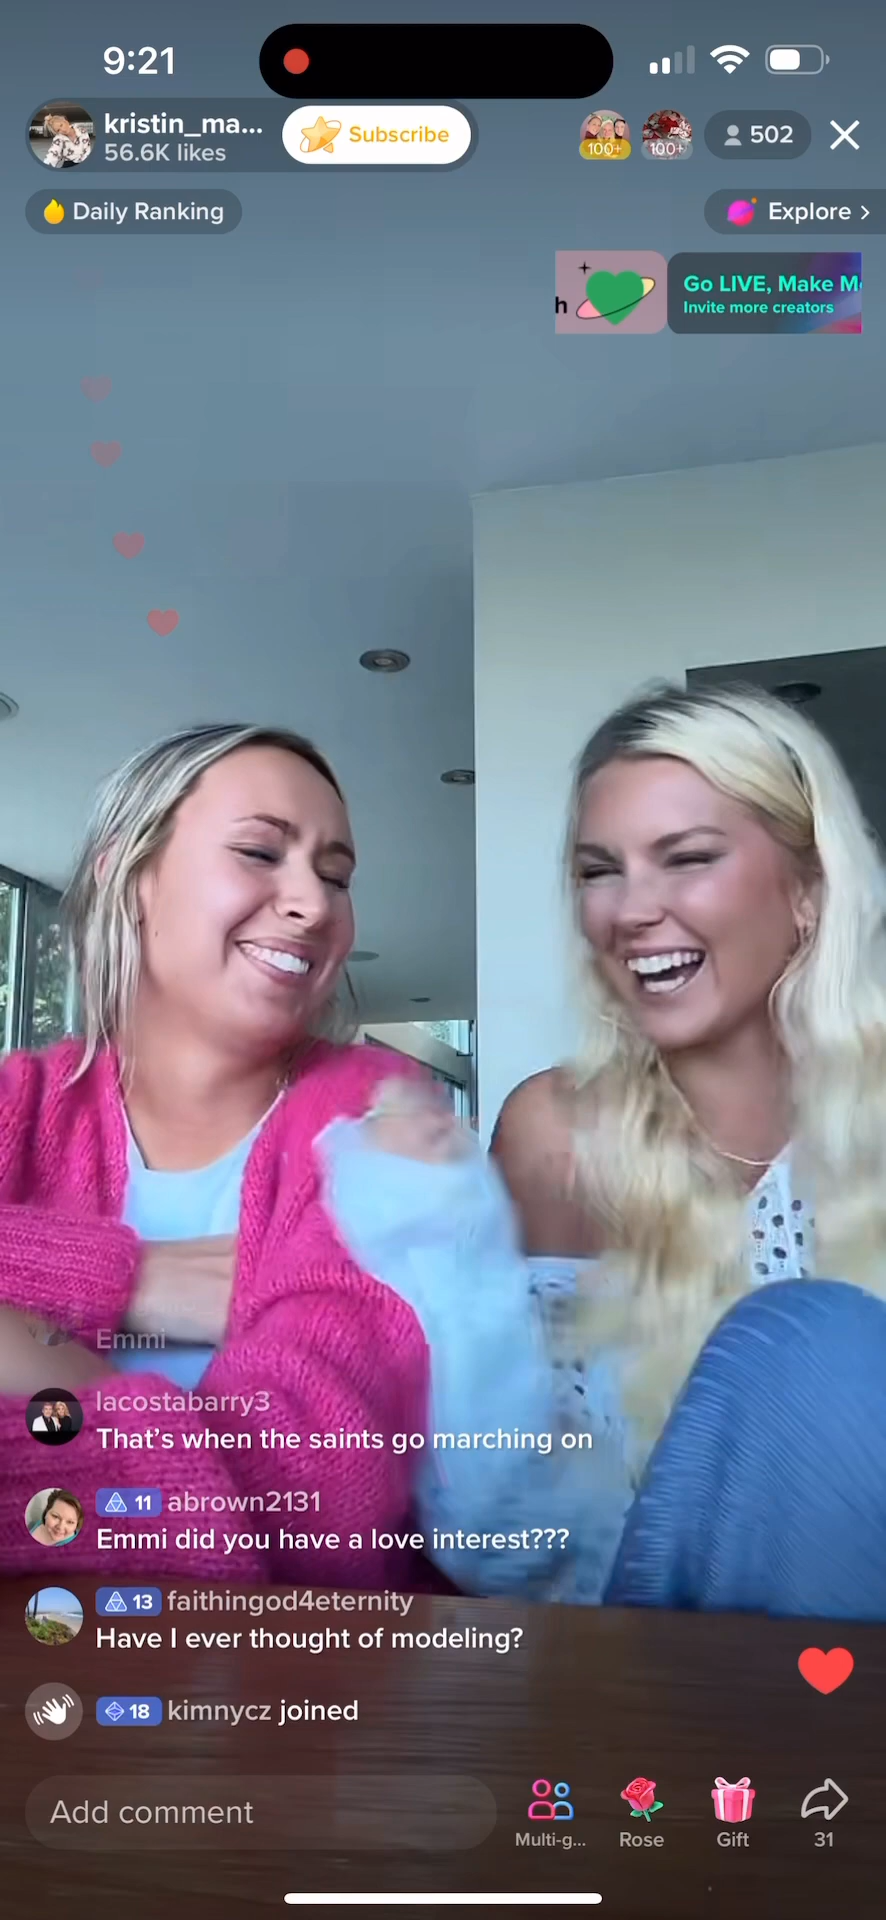 9:21
kristin_ma...
56.6K likes
Subscribe
100+
100+
502
Daily Ranking
Explore >
h
Go LIVE, Make M
Invite more creators
Emmi
lacostabarry3
That's when the saints go marching on
11 abrown2131
Emmi did you have a love interest???
13 faithingod4eternity
Have I ever thought of modeling?
18 kimnycz joined
Add comment
Multi-g...
Rose
Gift
31